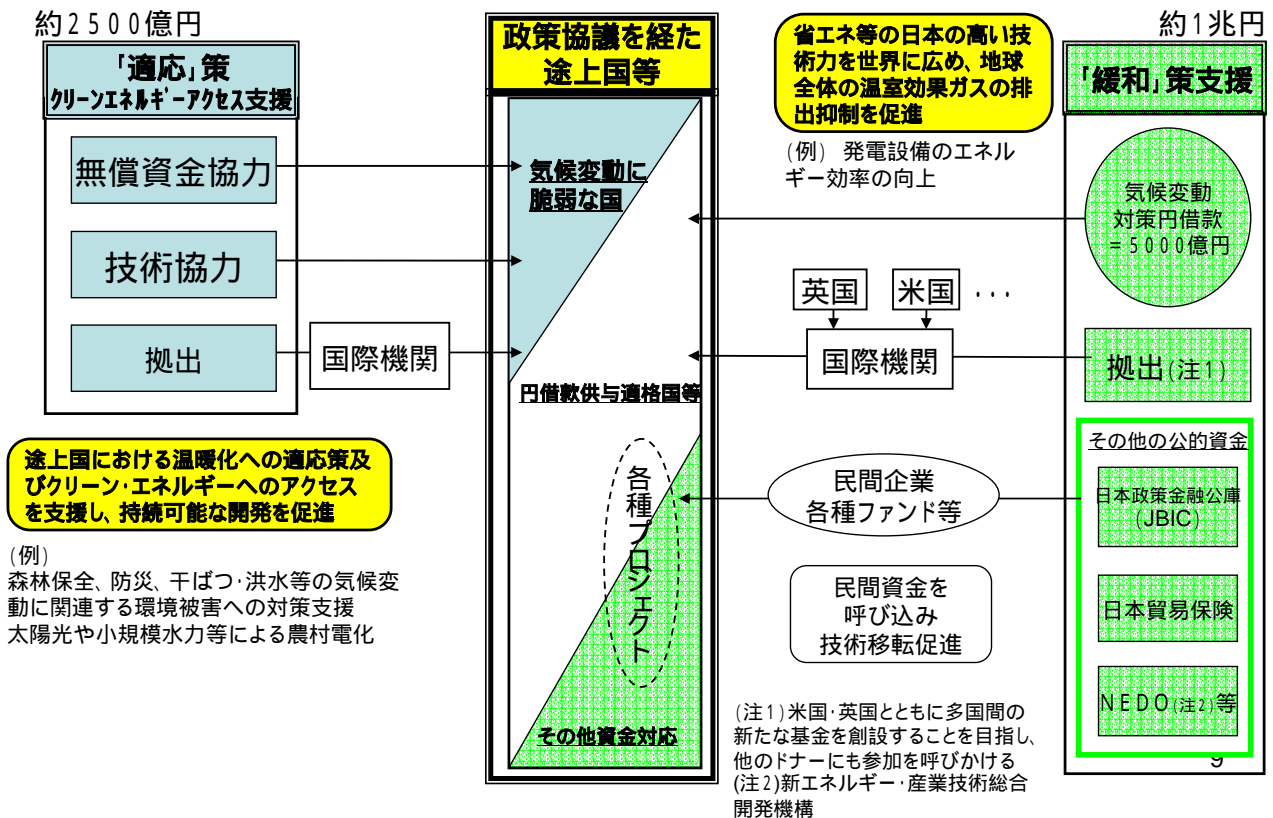 約2500億円
「適応」策
クリーンエネルギーアクセス支援
無償資金協力
技術協力
拠出
国際機関
途上国における温暖化への適応策及
びクリーン・エネルギーへのアクセス
を支援し、持続可能な開発を促進
(例)
森林保全、防災、干ばつ・洪水等の気候変
動に関連する環境被害への対策支援
太陽光や小規模水力等による農村電化
政策協議を経た
途上国等
気候変動に
脆弱な国
円借款供与適格国等
各種プロジェクト
その他資金対応
省エネ等の日本の高い技
術力を世界に広め、地球
全体の温室効果ガスの排
出抑制を促進
(例) 発電設備のエネル
ギー効率の向上
英国
米国
・・・
国際機関
民間企業
各種ファンド等
民間資金を
呼び込み
技術移転促進
(注1)米国・英国とともに多国間の
新たな基金を創設することを目指し、
他のドナーにも参加を呼びかける
(注2)新エネルギー・産業技術総合
開発機構
約1兆円
「緩和」策支援
気候変動
対策円借款
=5000億円
拠出(注1)
その他の公的資金
日本政策金融公庫
(JBIC)
日本貿易保険
NEDO(注2)等
9